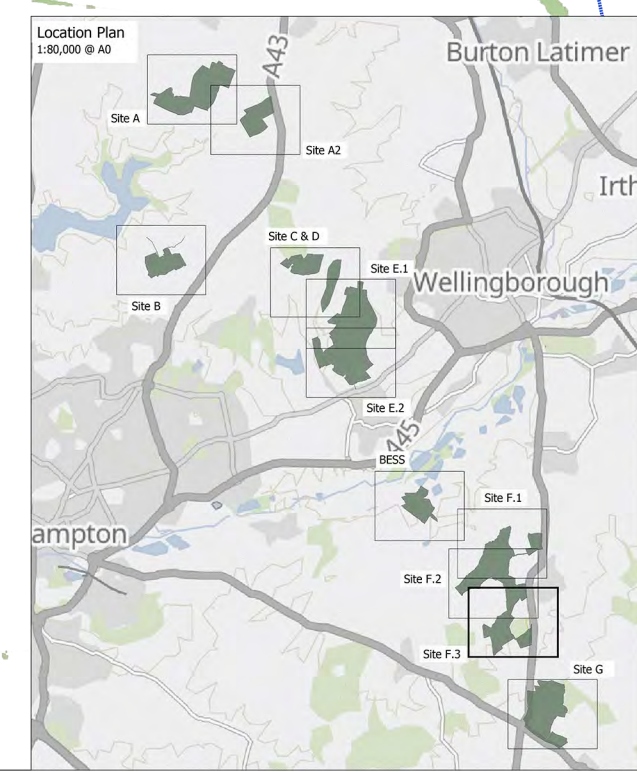 Location Plan
1:80,000 @ A0
A43
Burton Latimer
Site A
Site A2
Irth
Site C & D
Site E.1
Wellingborough
Site B
Site E.2
A45
BESS
Site F.1
ampton
Site F.2
Site F.3
Site G